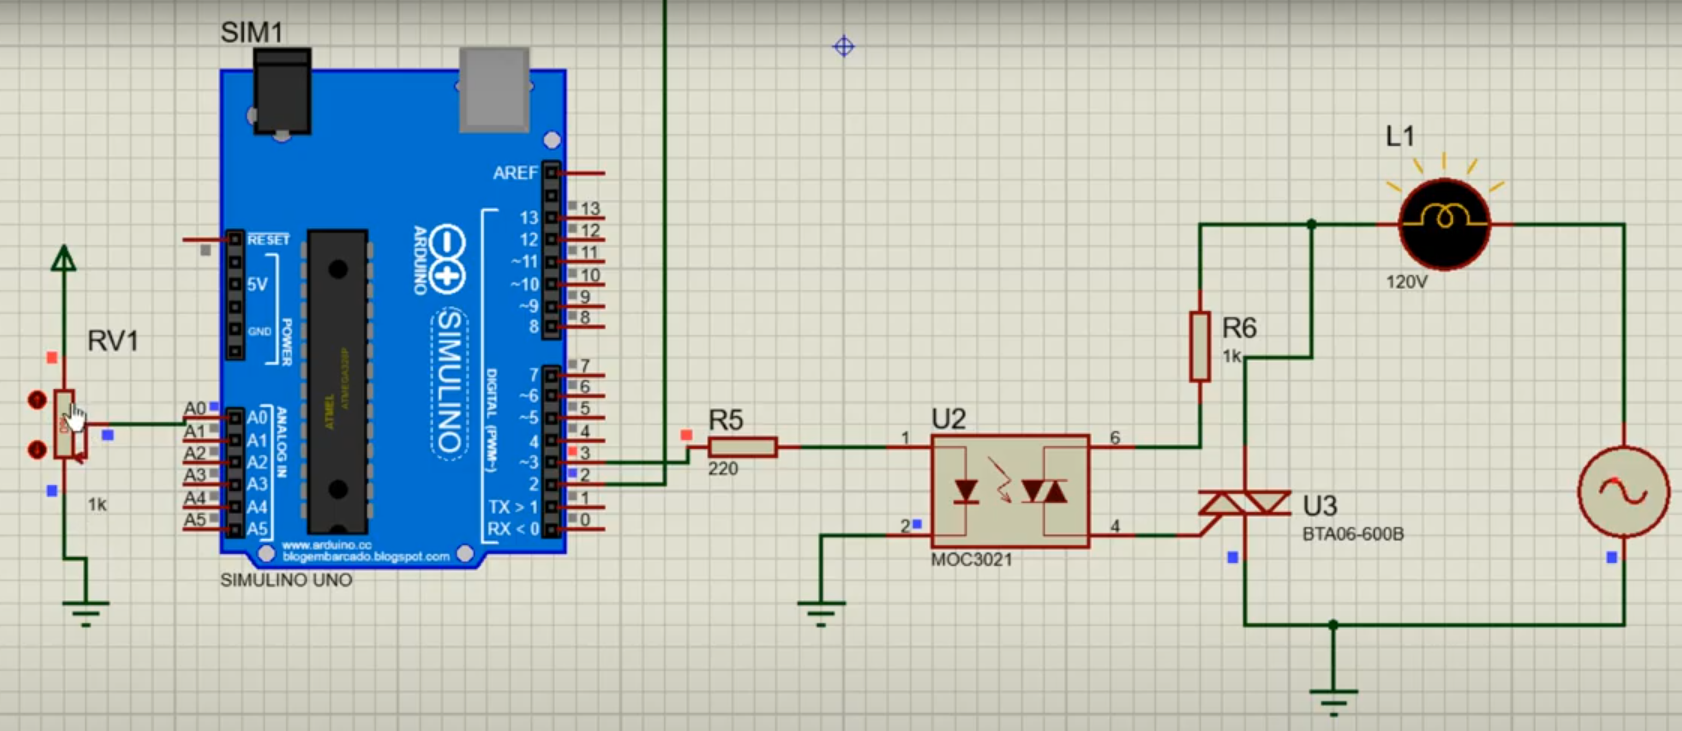 SIM1
AREF
13
12
~11
~10
~9
8
7
~6
~5
4
~3
2
TX > 1
RX < 0
13
12
11
10
9
8
7
6
5
4
3
2
1
0
DIGITAL (PWM~)
ARDUINO
SIMULINO
RESET
5V
GND
POWER
A0
A1
A2
A3
A4
A5
ANALOG IN
A0
A1
A2
A3
A4
A5
ATMEL
ATMEGA328P
www.arduino.cc
blogembarcado.blogspot.com
SIMULINO UNO
RV1
1k
R5
220
U2
1
2
6
4
MOC3021
R6
1k
L1
120V
U3
BTA06-600B